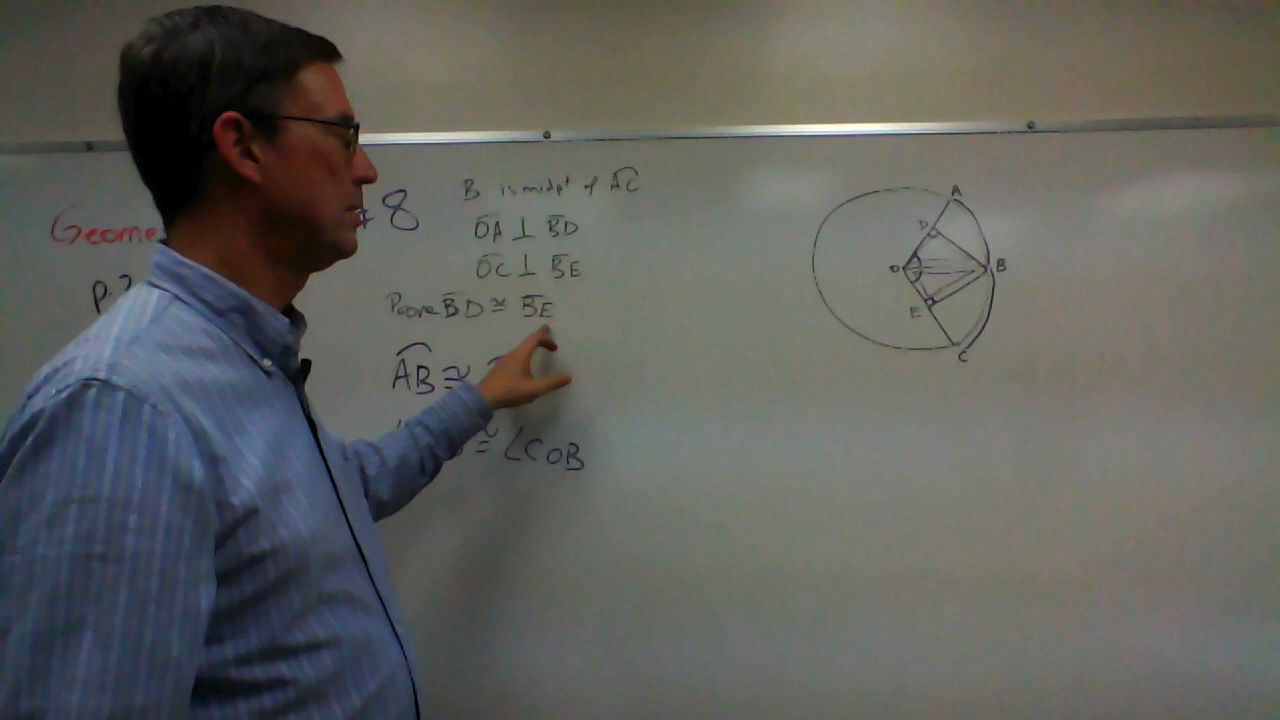 Geome
8
p.?
B is midpt of AC
OA ⊥ BD
OC ⊥ BE
Prove BD ≅ BE
AB ≅
≅ ∠COB
A
D
O
B
E
C